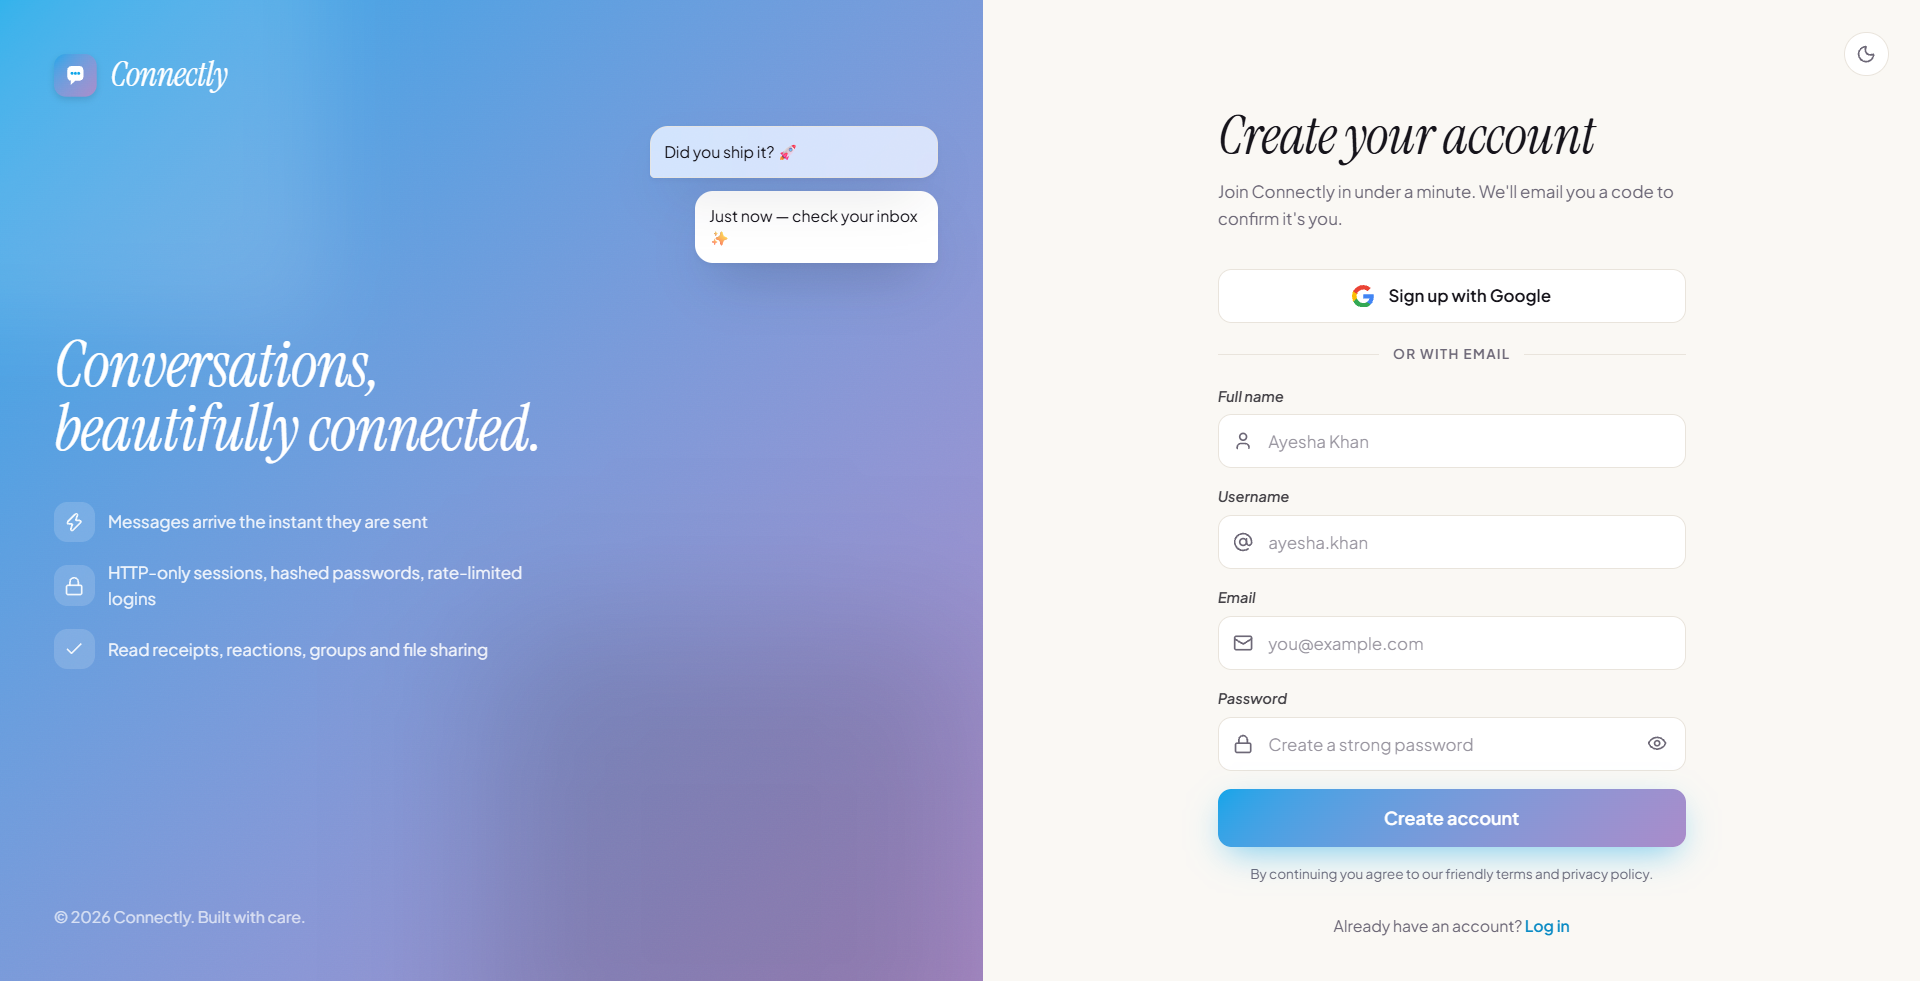 Connectly
Did you ship it? 🚀
Just now — check your inbox
✨
Conversations,
beautifully connected.
Messages arrive the instant they are sent
HTTP-only sessions, hashed passwords, rate-limited
logins
Read receipts, reactions, groups and file sharing
© 2026 Connectly. Built with care.
Create your account
Join Connectly in under a minute. We'll email you a code to
confirm it's you.
Sign up with Google
OR WITH EMAIL
Full name
Ayesha Khan
Username
ayesha.khan
Email
you@example.com
Password
Create a strong password
Create account
By continuing you agree to our friendly terms and privacy policy.
Already have an account? Log in